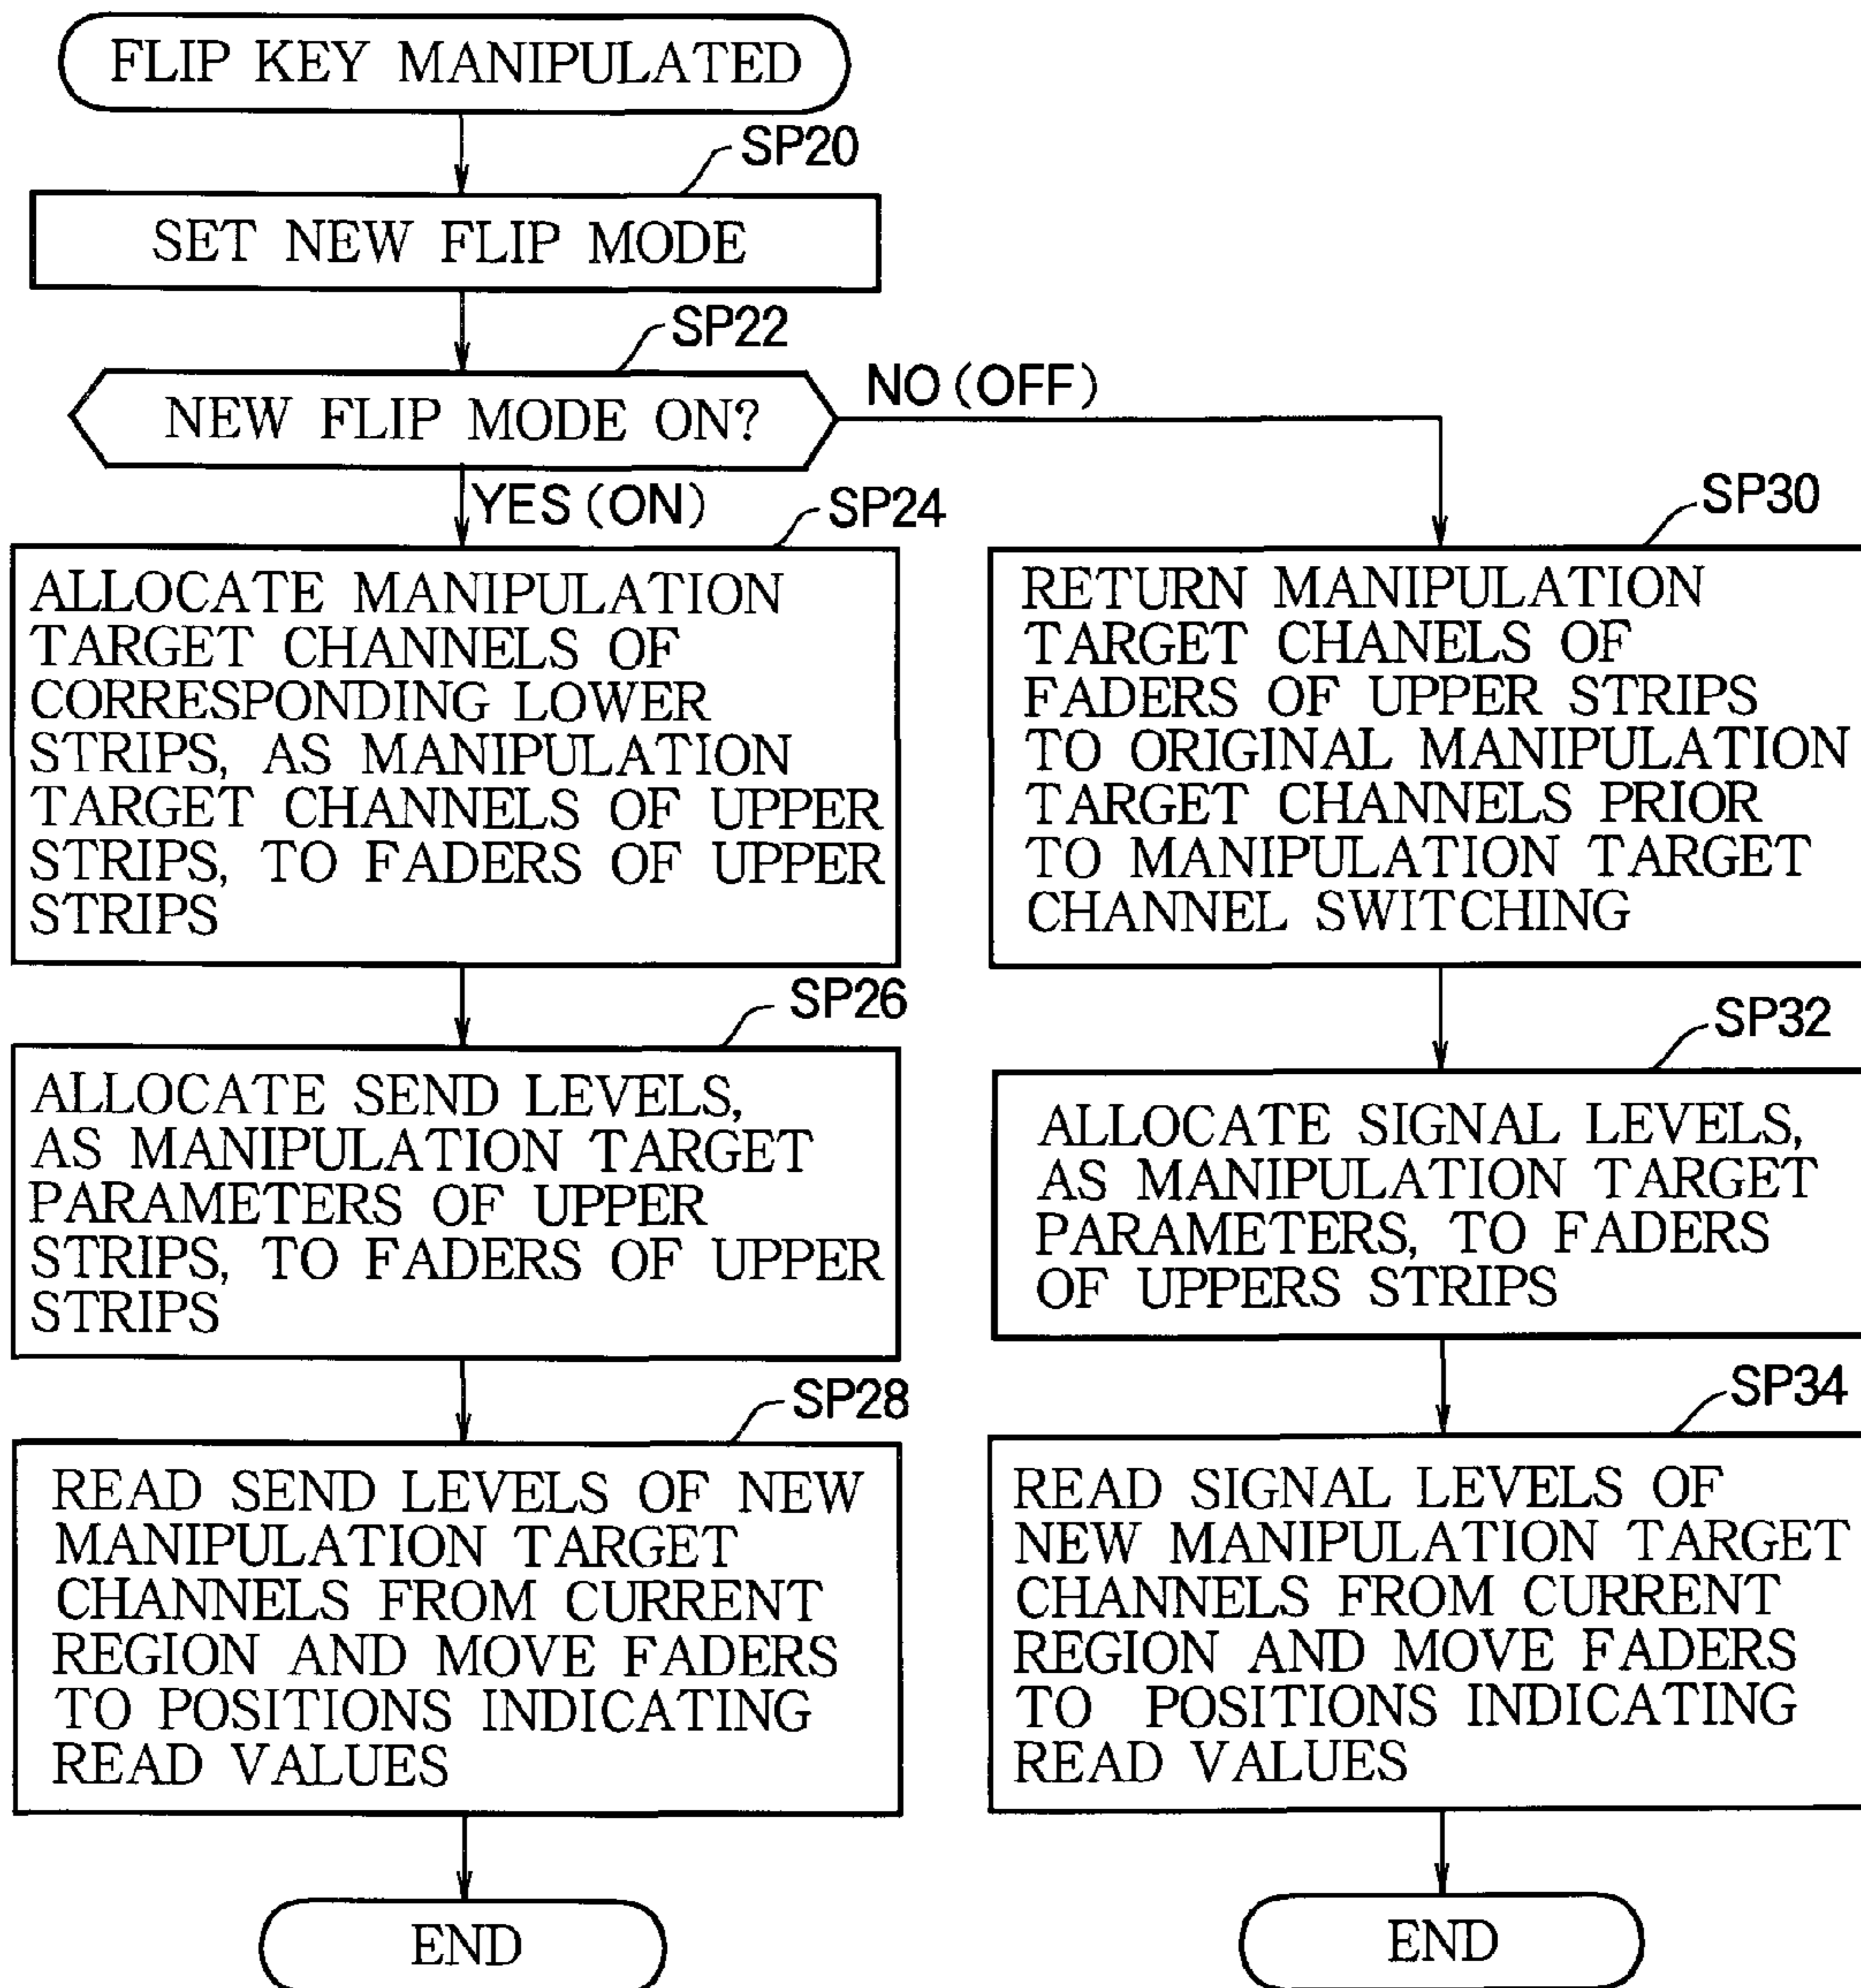 FLIP KEY MANIPULATED
SP20
SET NEW FLIP MODE
SP22
NEW FLIP MODE ON?
NO (OFF)
YES (ON)
SP24
ALLOCATE MANIPULATION
TARGET CHANNELS OF
CORRESPONDING LOWER
STRIPS, AS MANIPULATION
TARGET CHANNELS OF UPPER
STRIPS, TO FADERS OF UPPER
STRIPS
SP26
ALLOCATE SEND LEVELS,
AS MANIPULATION TARGET
PARAMETERS OF UPPER
STRIPS, TO FADERS OF UPPER
STRIPS
SP28
READ SEND LEVELS OF NEW
MANIPULATION TARGET
CHANNELS FROM CURRENT
REGION AND MOVE FADERS
TO POSITIONS INDICATING
READ VALUES
END
SP30
RETURN MANIPULATION
TARGET CHANELS OF
FADERS OF UPPER STRIPS
TO ORIGINAL MANIPULATION
TARGET CHANNELS PRIOR
TO MANIPULATION TARGET
CHANNEL SWITCHING
SP32
ALLOCATE SIGNAL LEVELS,
AS MANIPULATION TARGET
PARAMETERS, TO FADERS
OF UPPERS STRIPS
SP34
READ SIGNAL LEVELS OF
NEW MANIPULATION TARGET
CHANNELS FROM CURRENT
REGION AND MOVE FADERS
TO POSITIONS INDICATING
READ VALUES
END